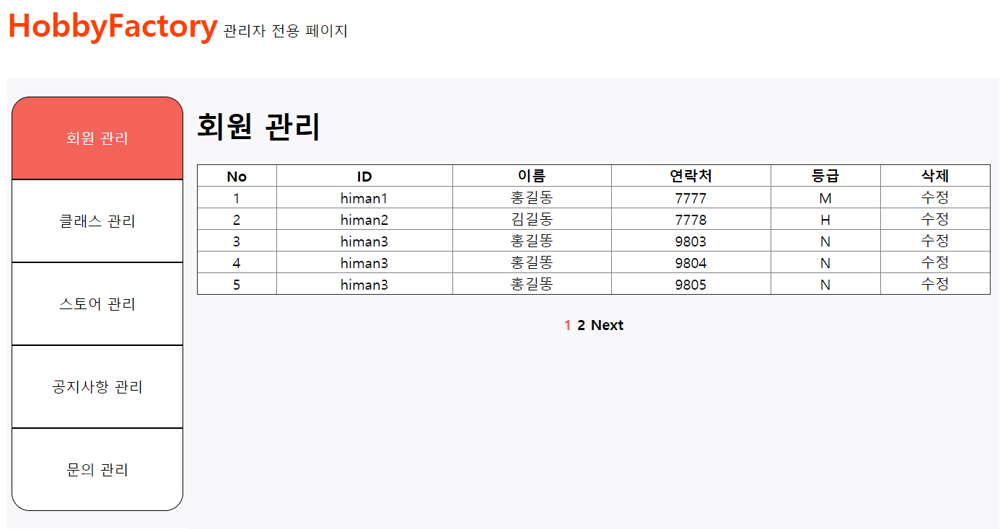 HobbyFactory 관리자 전용 페이지
회원 관리
클래스 관리
스토어 관리
공지사항 관리
문의 관리
회원 관리
No ID 이름 연락처 등급 삭제
1 himan1 홍길동 7777 M 수정
2 himan2 김길동 7778 H 수정
3 himan3 홍길똥 9803 N 수정
4 himan3 홍길똥 9804 N 수정
5 himan3 홍길똥 9805 N 수정
1 2 Next